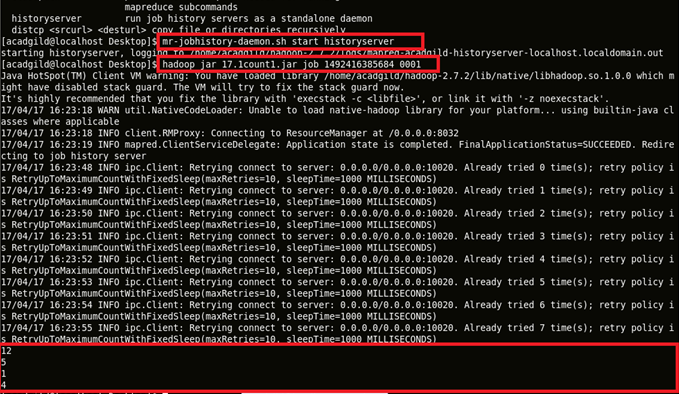 mapreduce subcommands
historyserver run job history servers as a standalone daemon
distcp <srcurl> <desturl> copy file or directories recursively
[acadgild@localhost Desktop]$ mr-jobhistory-daemon.sh start historyserver
starting historyserver, logging to /home/acadgild/hadoop-2.7.2/logs/mapred-acadgild-historyserver-localhost.localdomain.out
[acadgild@localhost Desktop]$ hadoop jar 17.1count1.jar job 1492416385684 0001
Java HotSpot(TM) Client VM warning: You have loaded library /home/acadgild/hadoop-2.7.2/lib/native/libhadoop.so.1.0.0 which m
ight have disabled stack guard. The VM will try to fix the stack guard now.
It's highly recommended that you fix the library with 'execstack -c <libfile>', or link it with '-z noexecstack'.
17/04/17 16:23:18 WARN util.NativeCodeLoader: Unable to load native-hadoop library for your platform... using builtin-java cl
asses where applicable
17/04/17 16:23:18 INFO client.RMProxy: Connecting to ResourceManager at /0.0.0.0:8032
17/04/17 16:23:19 INFO mapred.ClientServiceDelegate: Application state is completed. FinalApplicationStatus=SUCCEEDED. Redire
cting to job history server
17/04/17 16:23:48 INFO ipc.Client: Retrying connect to server: 0.0.0.0/0.0.0.0:10020. Already tried 0 time(s); retry policy i
s RetryUpToMaximumCountWithFixedSleep(maxRetries=10, sleepTime=1000 MILLISECONDS)
17/04/17 16:23:49 INFO ipc.Client: Retrying connect to server: 0.0.0.0/0.0.0.0:10020. Already tried 1 time(s); retry policy i
s RetryUpToMaximumCountWithFixedSleep(maxRetries=10, sleepTime=1000 MILLISECONDS)
17/04/17 16:23:50 INFO ipc.Client: Retrying connect to server: 0.0.0.0/0.0.0.0:10020. Already tried 2 time(s); retry policy i
s RetryUpToMaximumCountWithFixedSleep(maxRetries=10, sleepTime=1000 MILLISECONDS)
17/04/17 16:23:51 INFO ipc.Client: Retrying connect to server: 0.0.0.0/0.0.0.0:10020. Already tried 3 time(s); retry policy i
s RetryUpToMaximumCountWithFixedSleep(maxRetries=10, sleepTime=1000 MILLISECONDS)
17/04/17 16:23:52 INFO ipc.Client: Retrying connect to server: 0.0.0.0/0.0.0.0:10020. Already tried 4 time(s); retry policy i
s RetryUpToMaximumCountWithFixedSleep(maxRetries=10, sleepTime=1000 MILLISECONDS)
17/04/17 16:23:53 INFO ipc.Client: Retrying connect to server: 0.0.0.0/0.0.0.0:10020. Already tried 5 time(s); retry policy i
s RetryUpToMaximumCountWithFixedSleep(maxRetries=10, sleepTime=1000 MILLISECONDS)
17/04/17 16:23:54 INFO ipc.Client: Retrying connect to server: 0.0.0.0/0.0.0.0:10020. Already tried 6 time(s); retry policy i
s RetryUpToMaximumCountWithFixedSleep(maxRetries=10, sleepTime=1000 MILLISECONDS)
17/04/17 16:23:55 INFO ipc.Client: Retrying connect to server: 0.0.0.0/0.0.0.0:10020. Already tried 7 time(s); retry policy i
s RetryUpToMaximumCountWithFixedSleep(maxRetries=10, sleepTime=1000 MILLISECONDS)
12
5
1
4